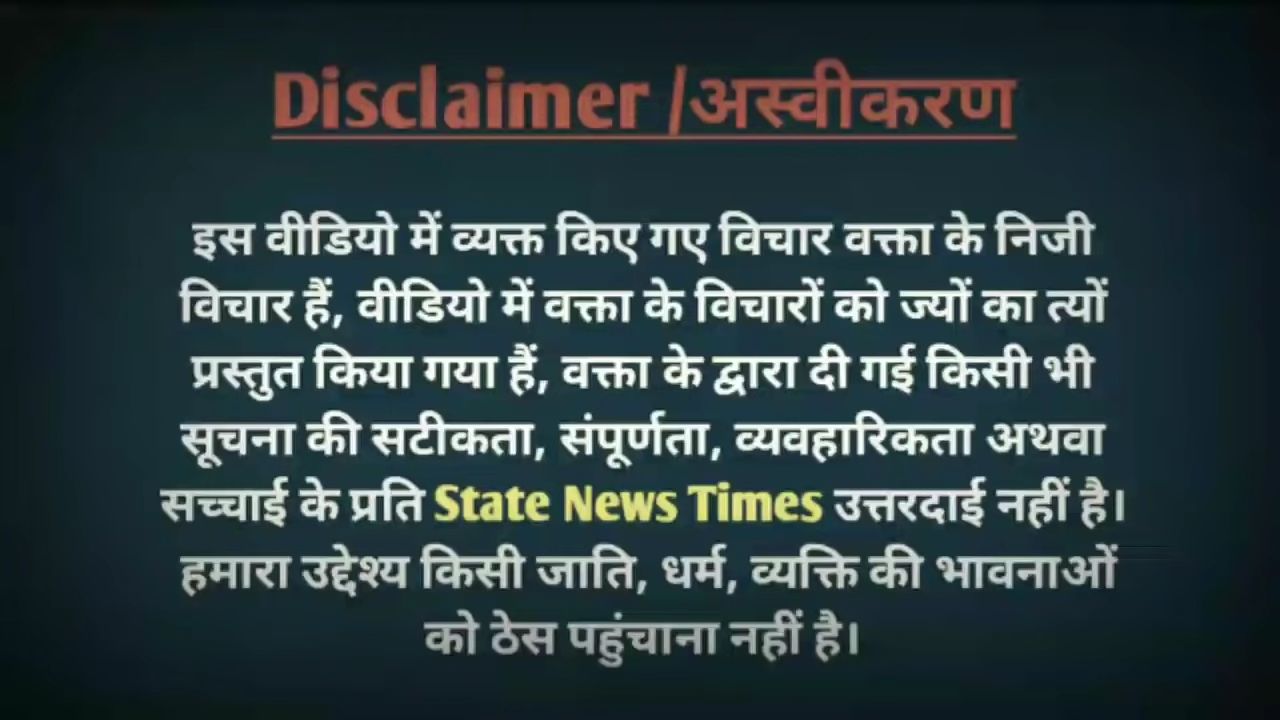 Disclaimer /अस्वीकरण
इस वीडियो में व्यक्त किए गए विचार वक्ता के निजी
विचार हैं, वीडियो में वक्ता के विचारों को ज्यों का त्यों
प्रस्तुत किया गया हैं, वक्ता के द्वारा दी गई किसी भी
सूचना की सटीकता, संपूर्णता, व्यवहारिकता अथवा
सच्चाई के प्रति State News Times उत्तरदाई नहीं है।
हमारा उद्देश्य किसी जाति, धर्म, व्यक्ति की भावनाओं
को ठेस पहुंचाना नहीं है।